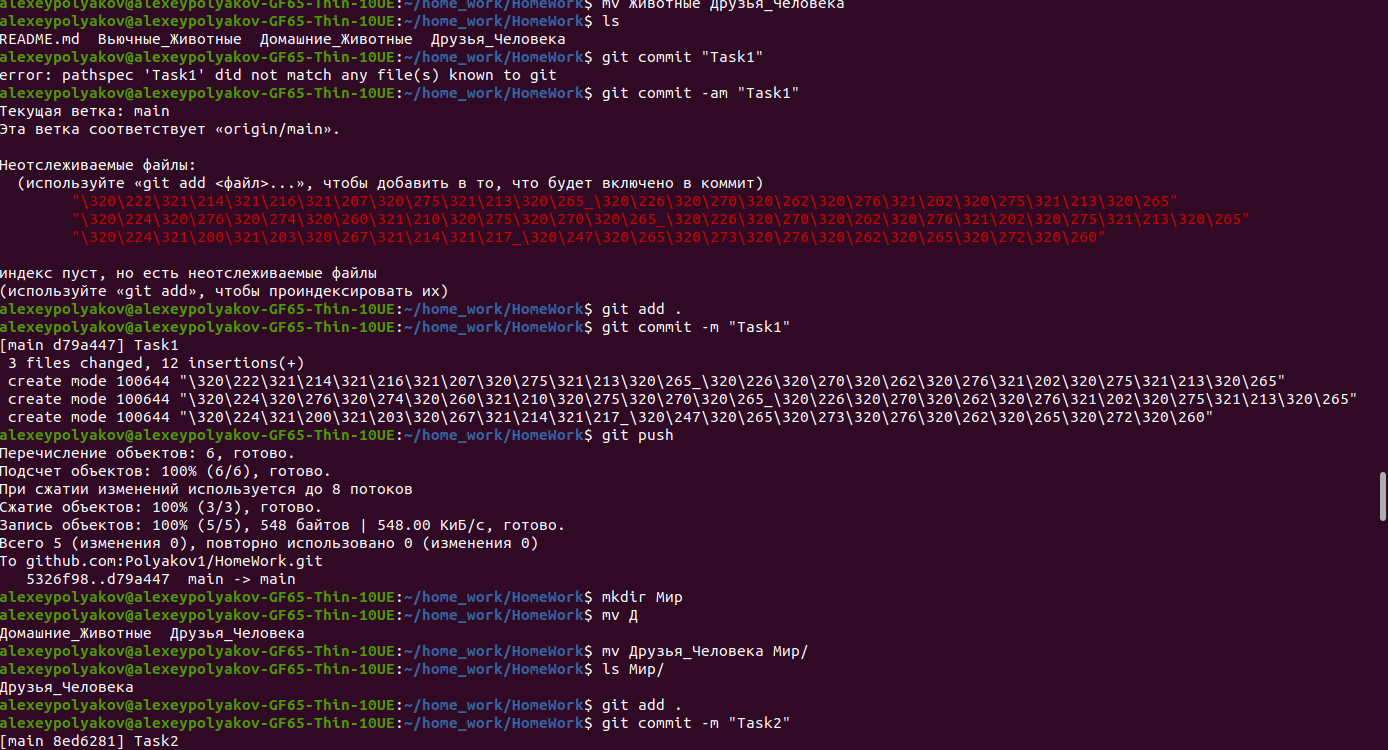 alexeypolyakov@alexeypolyakov-GF65-Thin-10UE:~/home_work/HomeWork$ mv Животные Друзья_Человека
alexeypolyakov@alexeypolyakov-GF65-Thin-10UE:~/home_work/HomeWork$ ls
README.md  Вьючные_Животные  Домашние_Животные  Друзья_Человека
alexeypolyakov@alexeypolyakov-GF65-Thin-10UE:~/home_work/HomeWork$ git commit "Task1"
error: pathspec 'Task1' did not match any file(s) known to git
alexeypolyakov@alexeypolyakov-GF65-Thin-10UE:~/home_work/HomeWork$ git commit -am "Task1"
Текущая ветка: main
Эта ветка соответствует «origin/main».
Неотслеживаемые файлы:
  (используйте «git add <файл>...», чтобы добавить в то, что будет включено в коммит)
        "\320\222\321\214\321\216\321\207\320\275\321\213\320\265_\320\226\320\270\320\262\320\276\321\202\320\275\321\213\320\265"
        "\320\224\320\276\320\274\320\260\321\210\320\275\320\270\320\265_\320\226\320\270\320\262\320\276\321\202\320\275\321\213\320\265"
        "\320\224\321\200\321\203\320\267\321\214\321\217_\320\247\320\265\320\273\320\276\320\262\320\265\320\272\320\260"
индекс пуст, но есть неотслеживаемые файлы
(используйте «git add», чтобы проиндексировать их)
alexeypolyakov@alexeypolyakov-GF65-Thin-10UE:~/home_work/HomeWork$ git add .
alexeypolyakov@alexeypolyakov-GF65-Thin-10UE:~/home_work/HomeWork$ git commit -m "Task1"
[main d79a447] Task1
 3 files changed, 12 insertions(+)
 create mode 100644 "\320\222\321\214\321\216\321\207\320\275\321\213\320\265_\320\226\320\270\320\262\320\276\321\202\320\275\321\213\320\265"
 create mode 100644 "\320\224\320\276\320\274\320\260\321\210\320\275\320\270\320\265_\320\226\320\270\320\262\320\276\321\202\320\275\321\213\320\265"
 create mode 100644 "\320\224\321\200\321\203\320\267\321\214\321\217_\320\247\320\265\320\273\320\276\320\262\320\265\320\272\320\260"
alexeypolyakov@alexeypolyakov-GF65-Thin-10UE:~/home_work/HomeWork$ git push
Перечисление объектов: 6, готово.
Подсчет объектов: 100% (6/6), готово.
При сжатии изменений используется до 8 потоков
Сжатие объектов: 100% (3/3), готово.
Запись объектов: 100% (5/5), 548 байтов | 548.00 КиБ/с, готово.
Всего 5 (изменения 0), повторно использовано 0 (изменения 0)
To github.com:Polyakov1/HomeWork.git
   5326f98..d79a447  main -> main
alexeypolyakov@alexeypolyakov-GF65-Thin-10UE:~/home_work/HomeWork$ mkdir Мир
alexeypolyakov@alexeypolyakov-GF65-Thin-10UE:~/home_work/HomeWork$ mv Д
Домашние_Животные  Друзья_Человека
alexeypolyakov@alexeypolyakov-GF65-Thin-10UE:~/home_work/HomeWork$ mv Друзья_Человека Мир/
alexeypolyakov@alexeypolyakov-GF65-Thin-10UE:~/home_work/HomeWork$ ls Мир/
Друзья_Человека
alexeypolyakov@alexeypolyakov-GF65-Thin-10UE:~/home_work/HomeWork$ git add .
alexeypolyakov@alexeypolyakov-GF65-Thin-10UE:~/home_work/HomeWork$ git commit -m "Task2"
[main 8ed6281] Task2